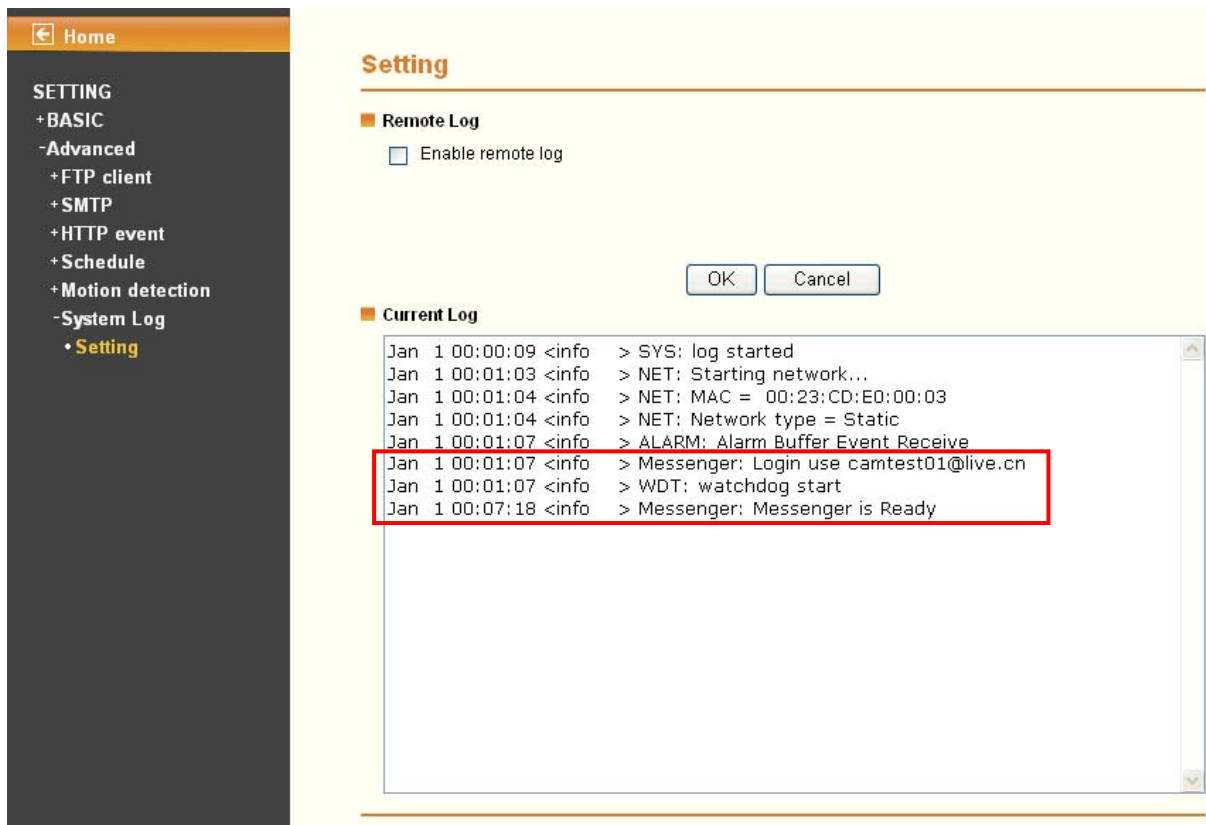 Home
SETTING
+BASIC
-Advanced
+FTP client
+SMTP
+HTTP event
+Schedule
+Motion detection
-System Log
•Setting
Setting
Remote Log
Enable remote log
OK Cancel
Current Log
Jan 1 00:00:09 <info > SYS: log started
Jan 1 00:01:03 <info > NET: Starting network...
Jan 1 00:01:04 <info > NET: MAC = 00:23:CD:E0:00:03
Jan 1 00:01:04 <info > NET: Network type = Static
Jan 1 00:01:07 <info > ALARM: Alarm Buffer Event Receive
Jan 1 00:01:07 <info > Messenger: Login use camtest01@live.cn
Jan 1 00:01:07 <info > WDT: watchdog start
Jan 1 00:07:18 <info > Messenger: Messenger is Ready